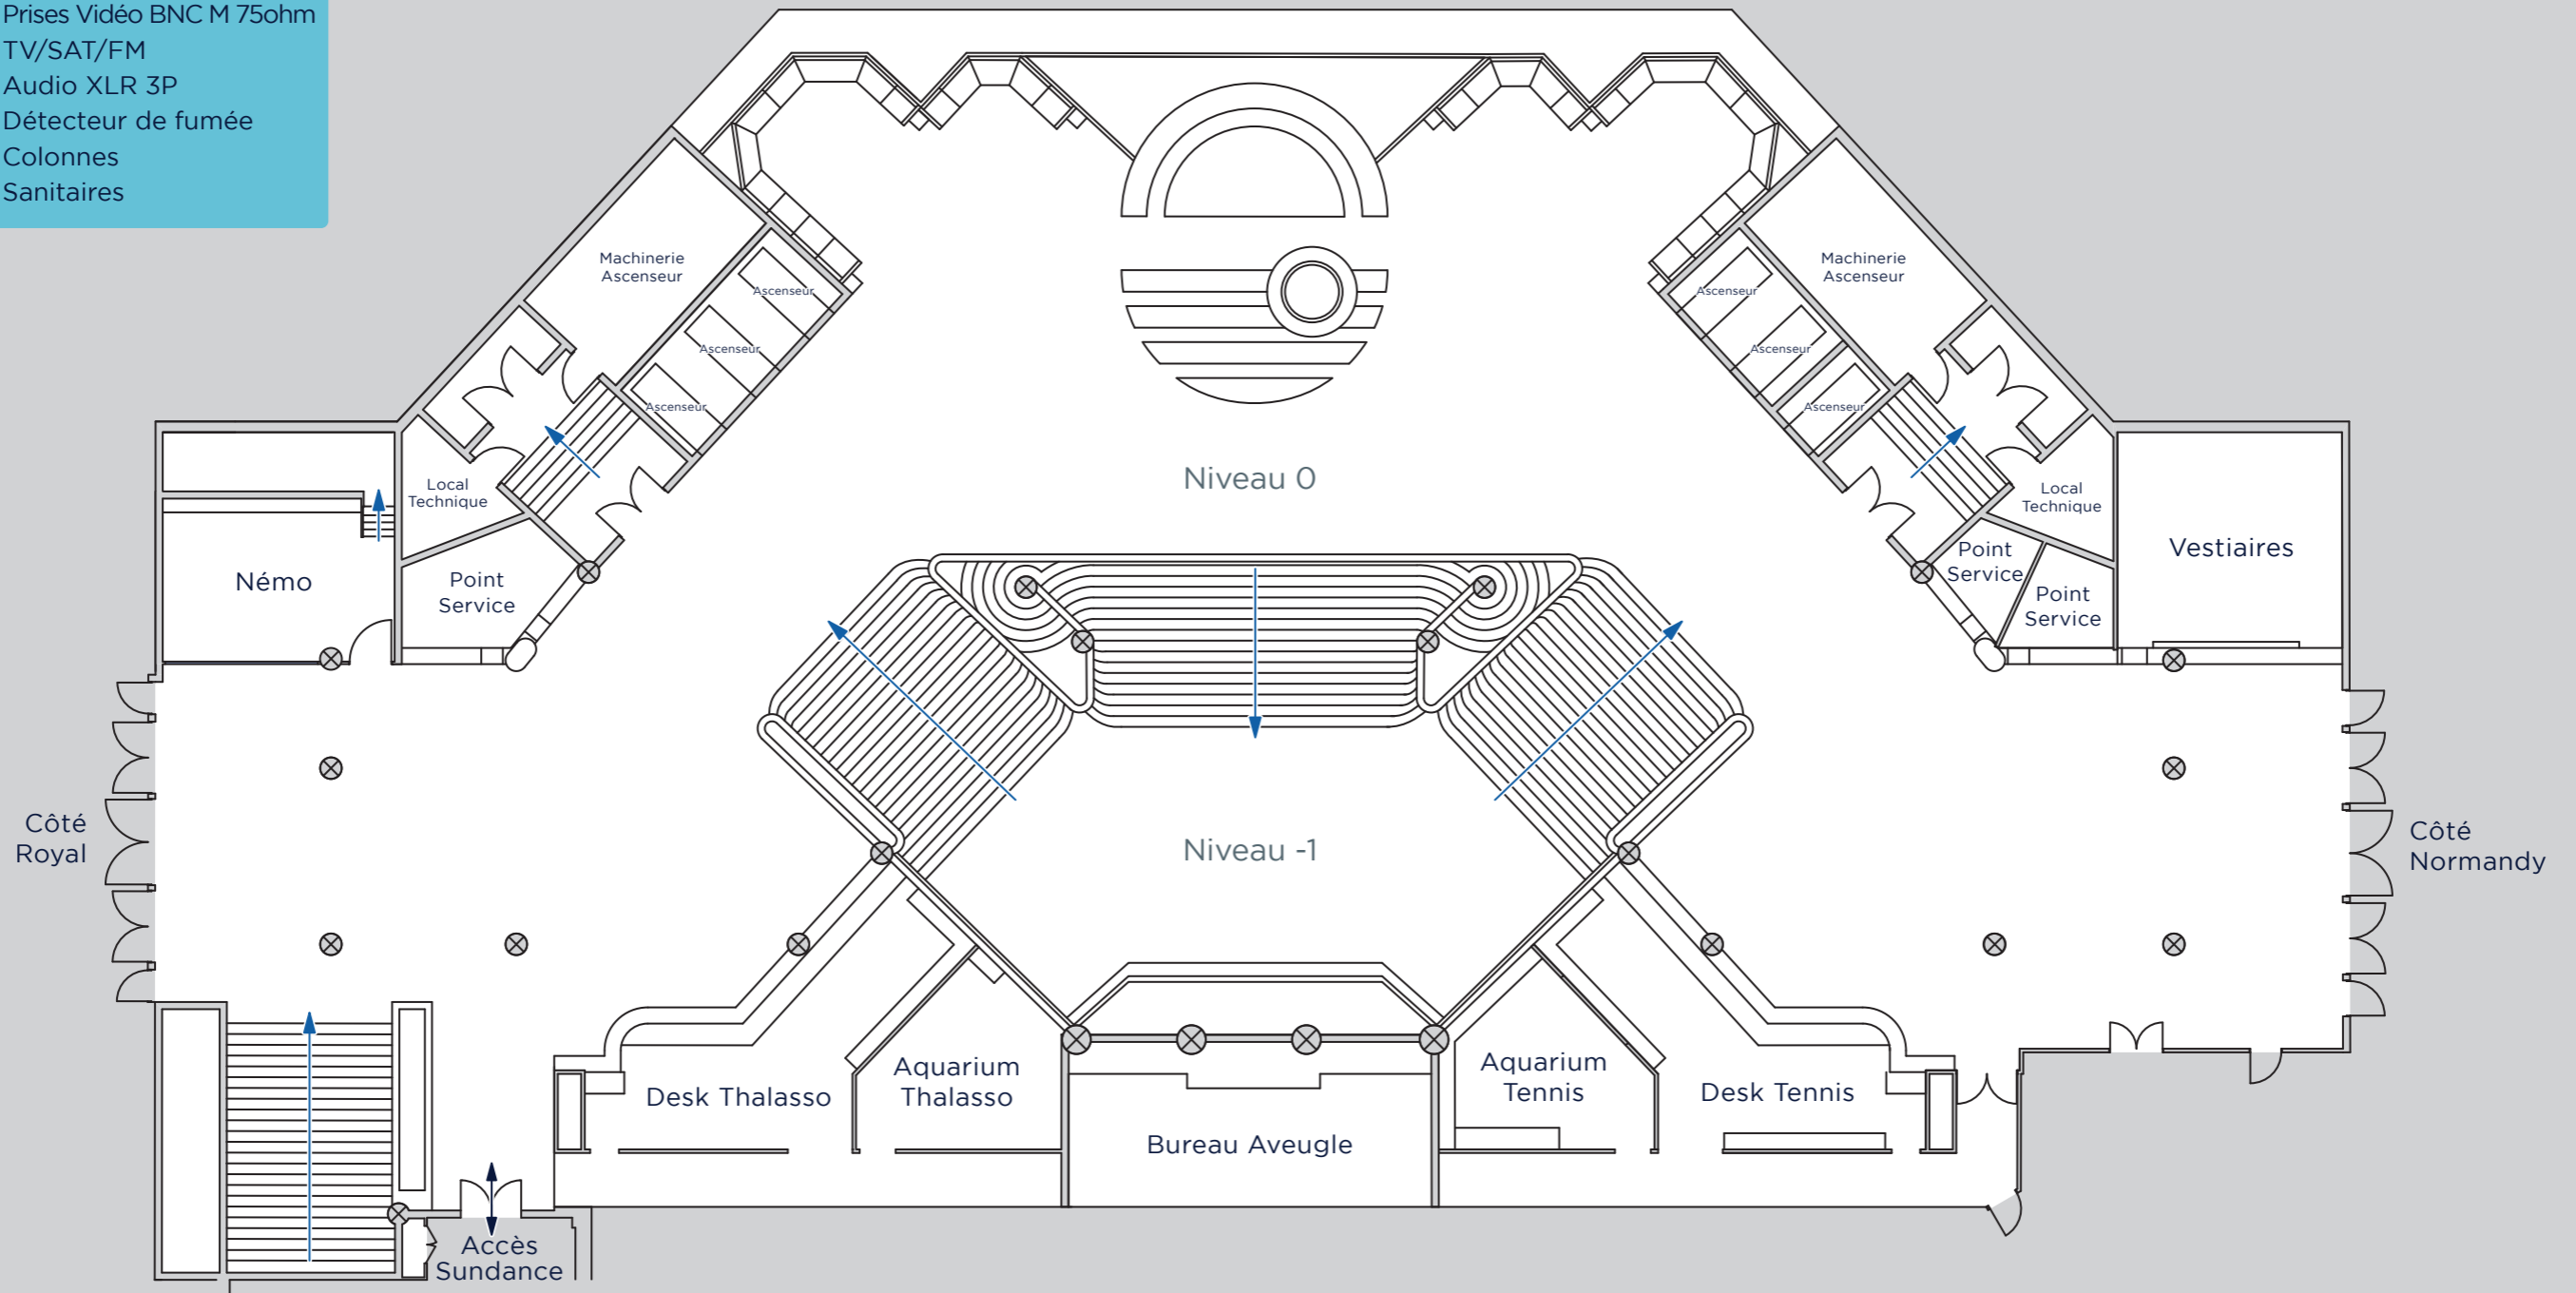 Prises Vidéo BNC M 75ohm
TV/SAT/FM
Audio XLR 3P
Détecteur de fumée
Colonnes
Sanitaires
Machinerie
Ascenseur
Ascenseur
Ascenseur
Ascenseur
Machinerie
Ascenseur
Ascenseur
Ascenseur
Ascenseur
Niveau 0
Local
Technique
Local
Technique
Némo
Point
Service
Point
Service
Point
Service
Vestiaires
Côté
Royal
Niveau -1
Côté
Normandy
Desk Thalasso
Aquarium
Thalasso
Bureau Aveugle
Aquarium
Tennis
Desk Tennis
Accès
Sundance